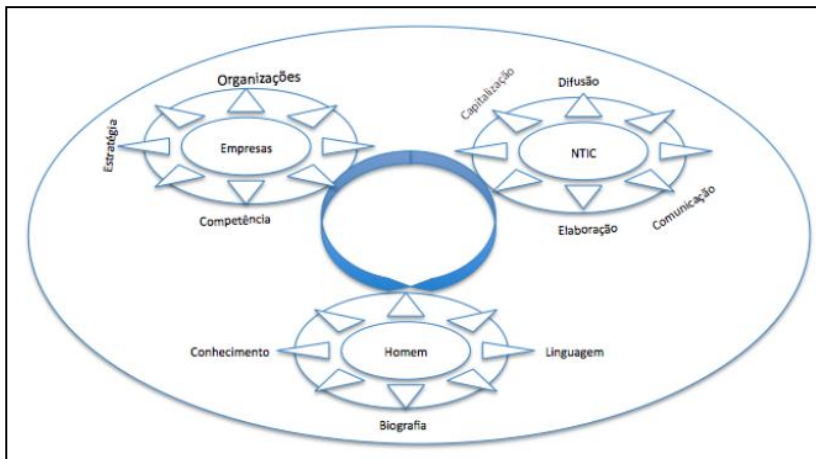 Organizações
Estratégia
Empresas
Competência
Capitalização
Difusão
NTIC
Comunicação
Elaboração
Conhecimento
Homem
Linguagem
Biografia